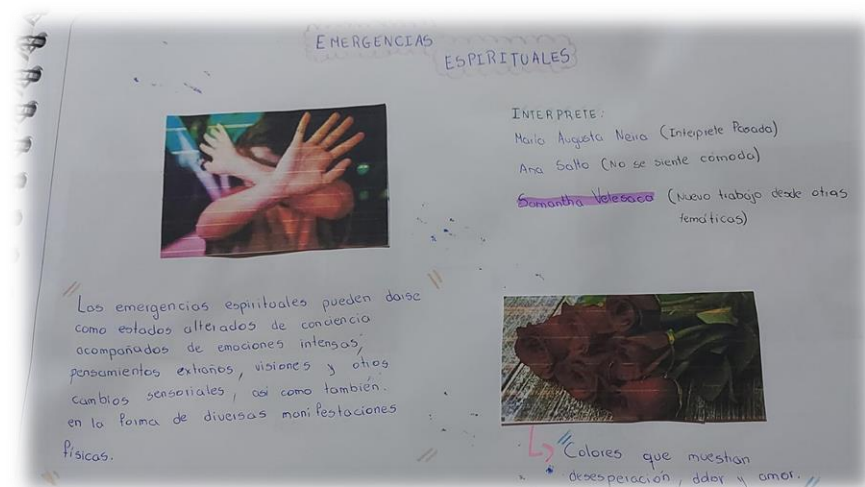 EMERGENCIAS
ESPIRITUALES
INTERPRETE:
María Augusta Neira (Interprete Pasada)
Ana Salto (No se siente cómoda)
Samantha Velesaca (Nuevo trabajo desde otras
temáticas)
"Las emergencias espirituales pueden darse
como estados alterados de conciencia
acompañados de emociones intensas,
pensamientos extraños, visiones y otros
cambios sensoriales, así como también.
en la forma de diversas manifestaciones
físicas.
"Colores que muestran
desesperación, dolor y amor."